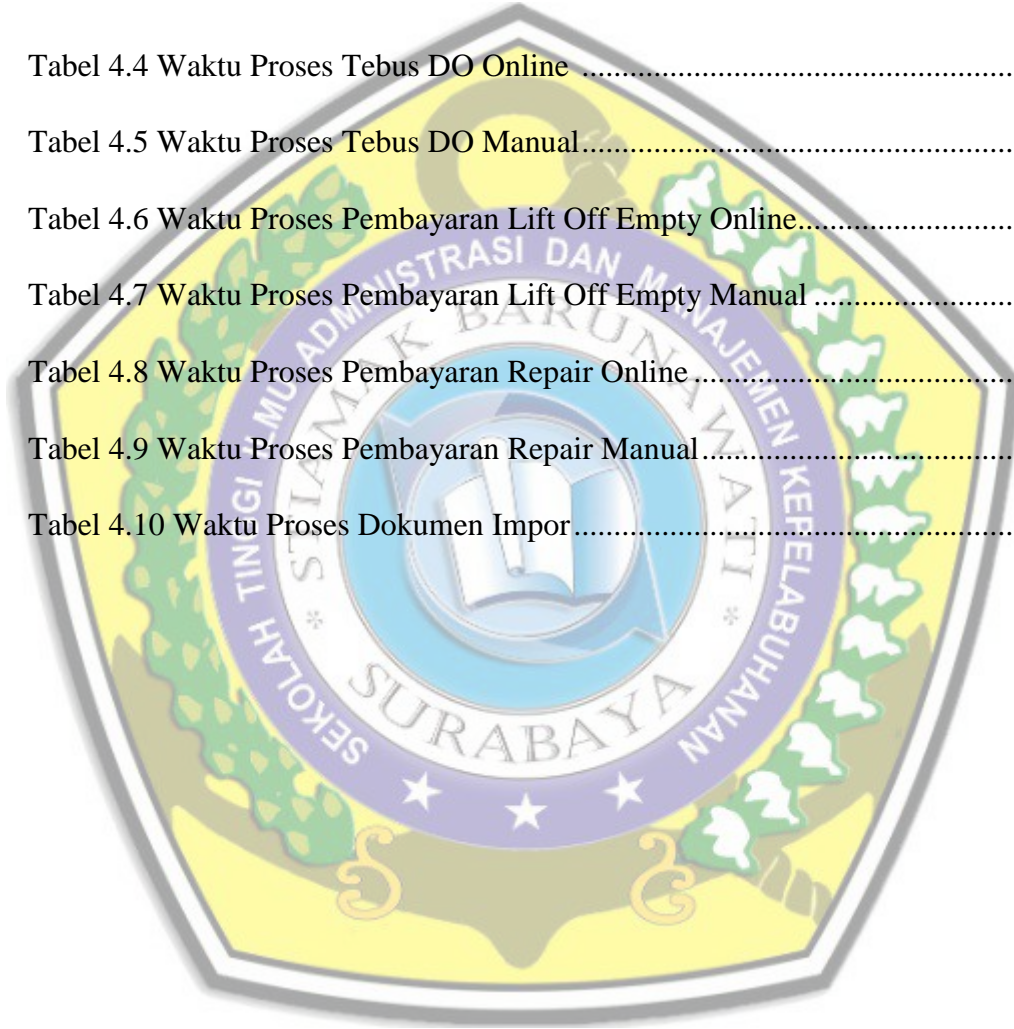 Tabel 4.4 Waktu Proses Tebus DO Online ......................................................
Tabel 4.5 Waktu Proses Tebus DO Manual......................................................
Tabel 4.6 Waktu Proses Pembayaran Lift Off Empty Online...........................
Tabel 4.7 Waktu Proses Pembayaran Lift Off Empty Manual .........................
Tabel 4.8 Waktu Proses Pembayaran Repair Online ........................................
Tabel 4.9 Waktu Proses Pembayaran Repair Manual.......................................
Tabel 4.10 Waktu Proses Dokumen Impor.......................................................
SEKOLAH TINGGI ILMU ADMINISTRASI DAN MANAJEMEN KEPELABUHANAN
STIAMAK BARUNAWATI
* SURABAYA *